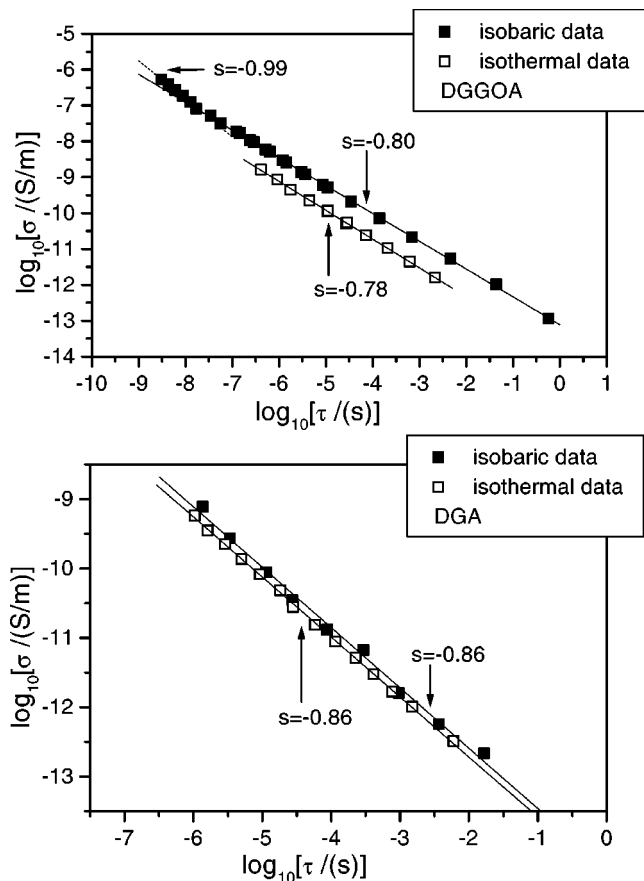 isobaric data
isothermal data
DGGOA
-5
-6
-7
-8
-9
-10
-11
-12
-13
-14
log10[σ /(S/m)]
s=-0.99
s=-0.80
s=-0.78
-10 -9 -8 -7 -6 -5 -4 -3 -2 -1 0 1
log10[τ /(s)]
isobaric data
isothermal data
DGA
-9
-10
-11
-12
-13
log10[σ /(S/m)]
s=-0.86
s=-0.86
-7 -6 -5 -4 -3 -2 -1 0
log10[τ /(s)]